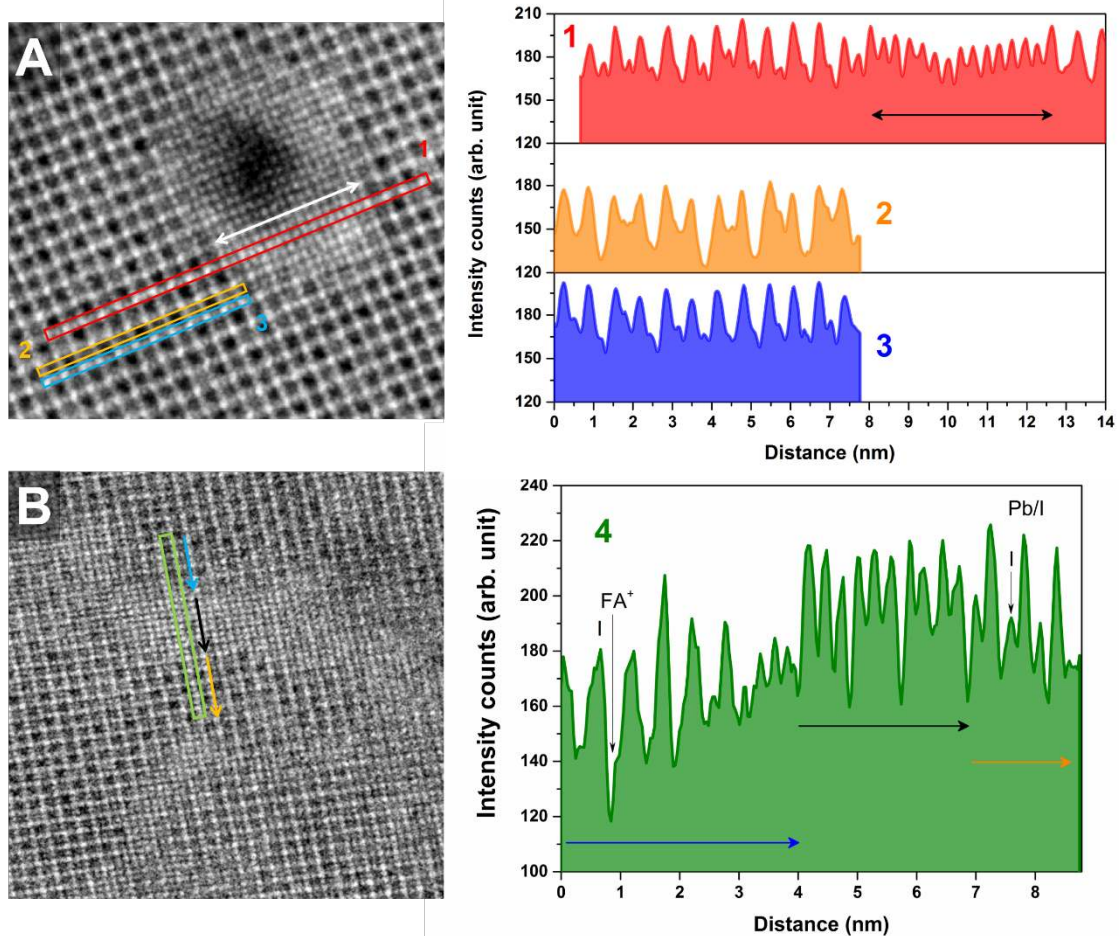 A
1
2
3
210
180
150
120
180
150
120
180
150
120
1
2
3
Intensity counts (arb. unit)
0 1 2 3 4 5 6 7 8 9 10 11 12 13 14
Distance (nm)
B
240
220
200
180
160
140
120
100
4
I
FA⁺
Pb/I
I
Intensity counts (arb. unit)
0 1 2 3 4 5 6 7 8
Distance (nm)